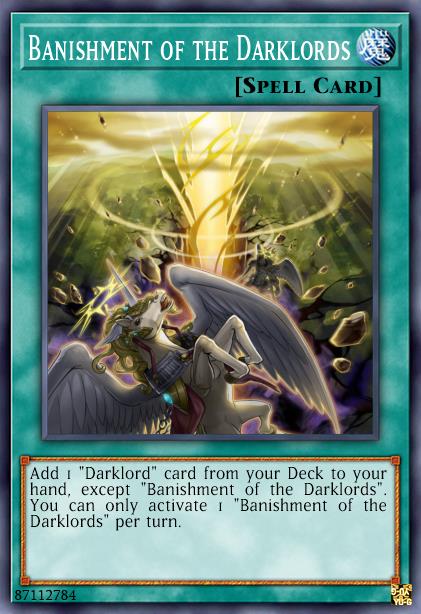 Banishment of the Darklords
[Spell Card]
Add 1 "Darklord" card from your Deck to your
hand, except "Banishment of the Darklords".
You can only activate 1 "Banishment of the
Darklords" per turn.
87112784